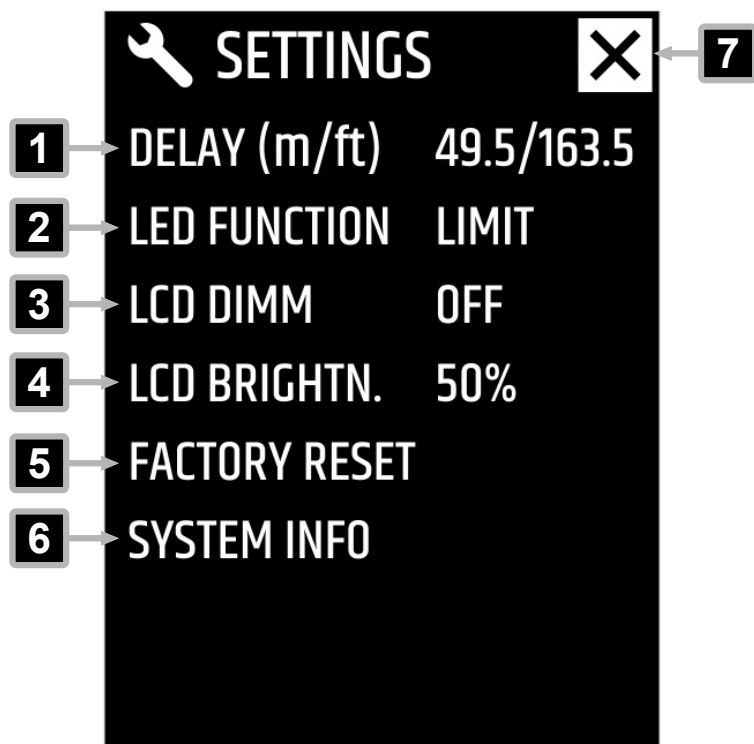 SETTINGS
7
1 DELAY (m/ft) 49.5/163.5
2 LED FUNCTION LIMIT
3 LCD DIMM OFF
4 LCD BRIGHTN. 50%
5 FACTORY RESET
6 SYSTEM INFO